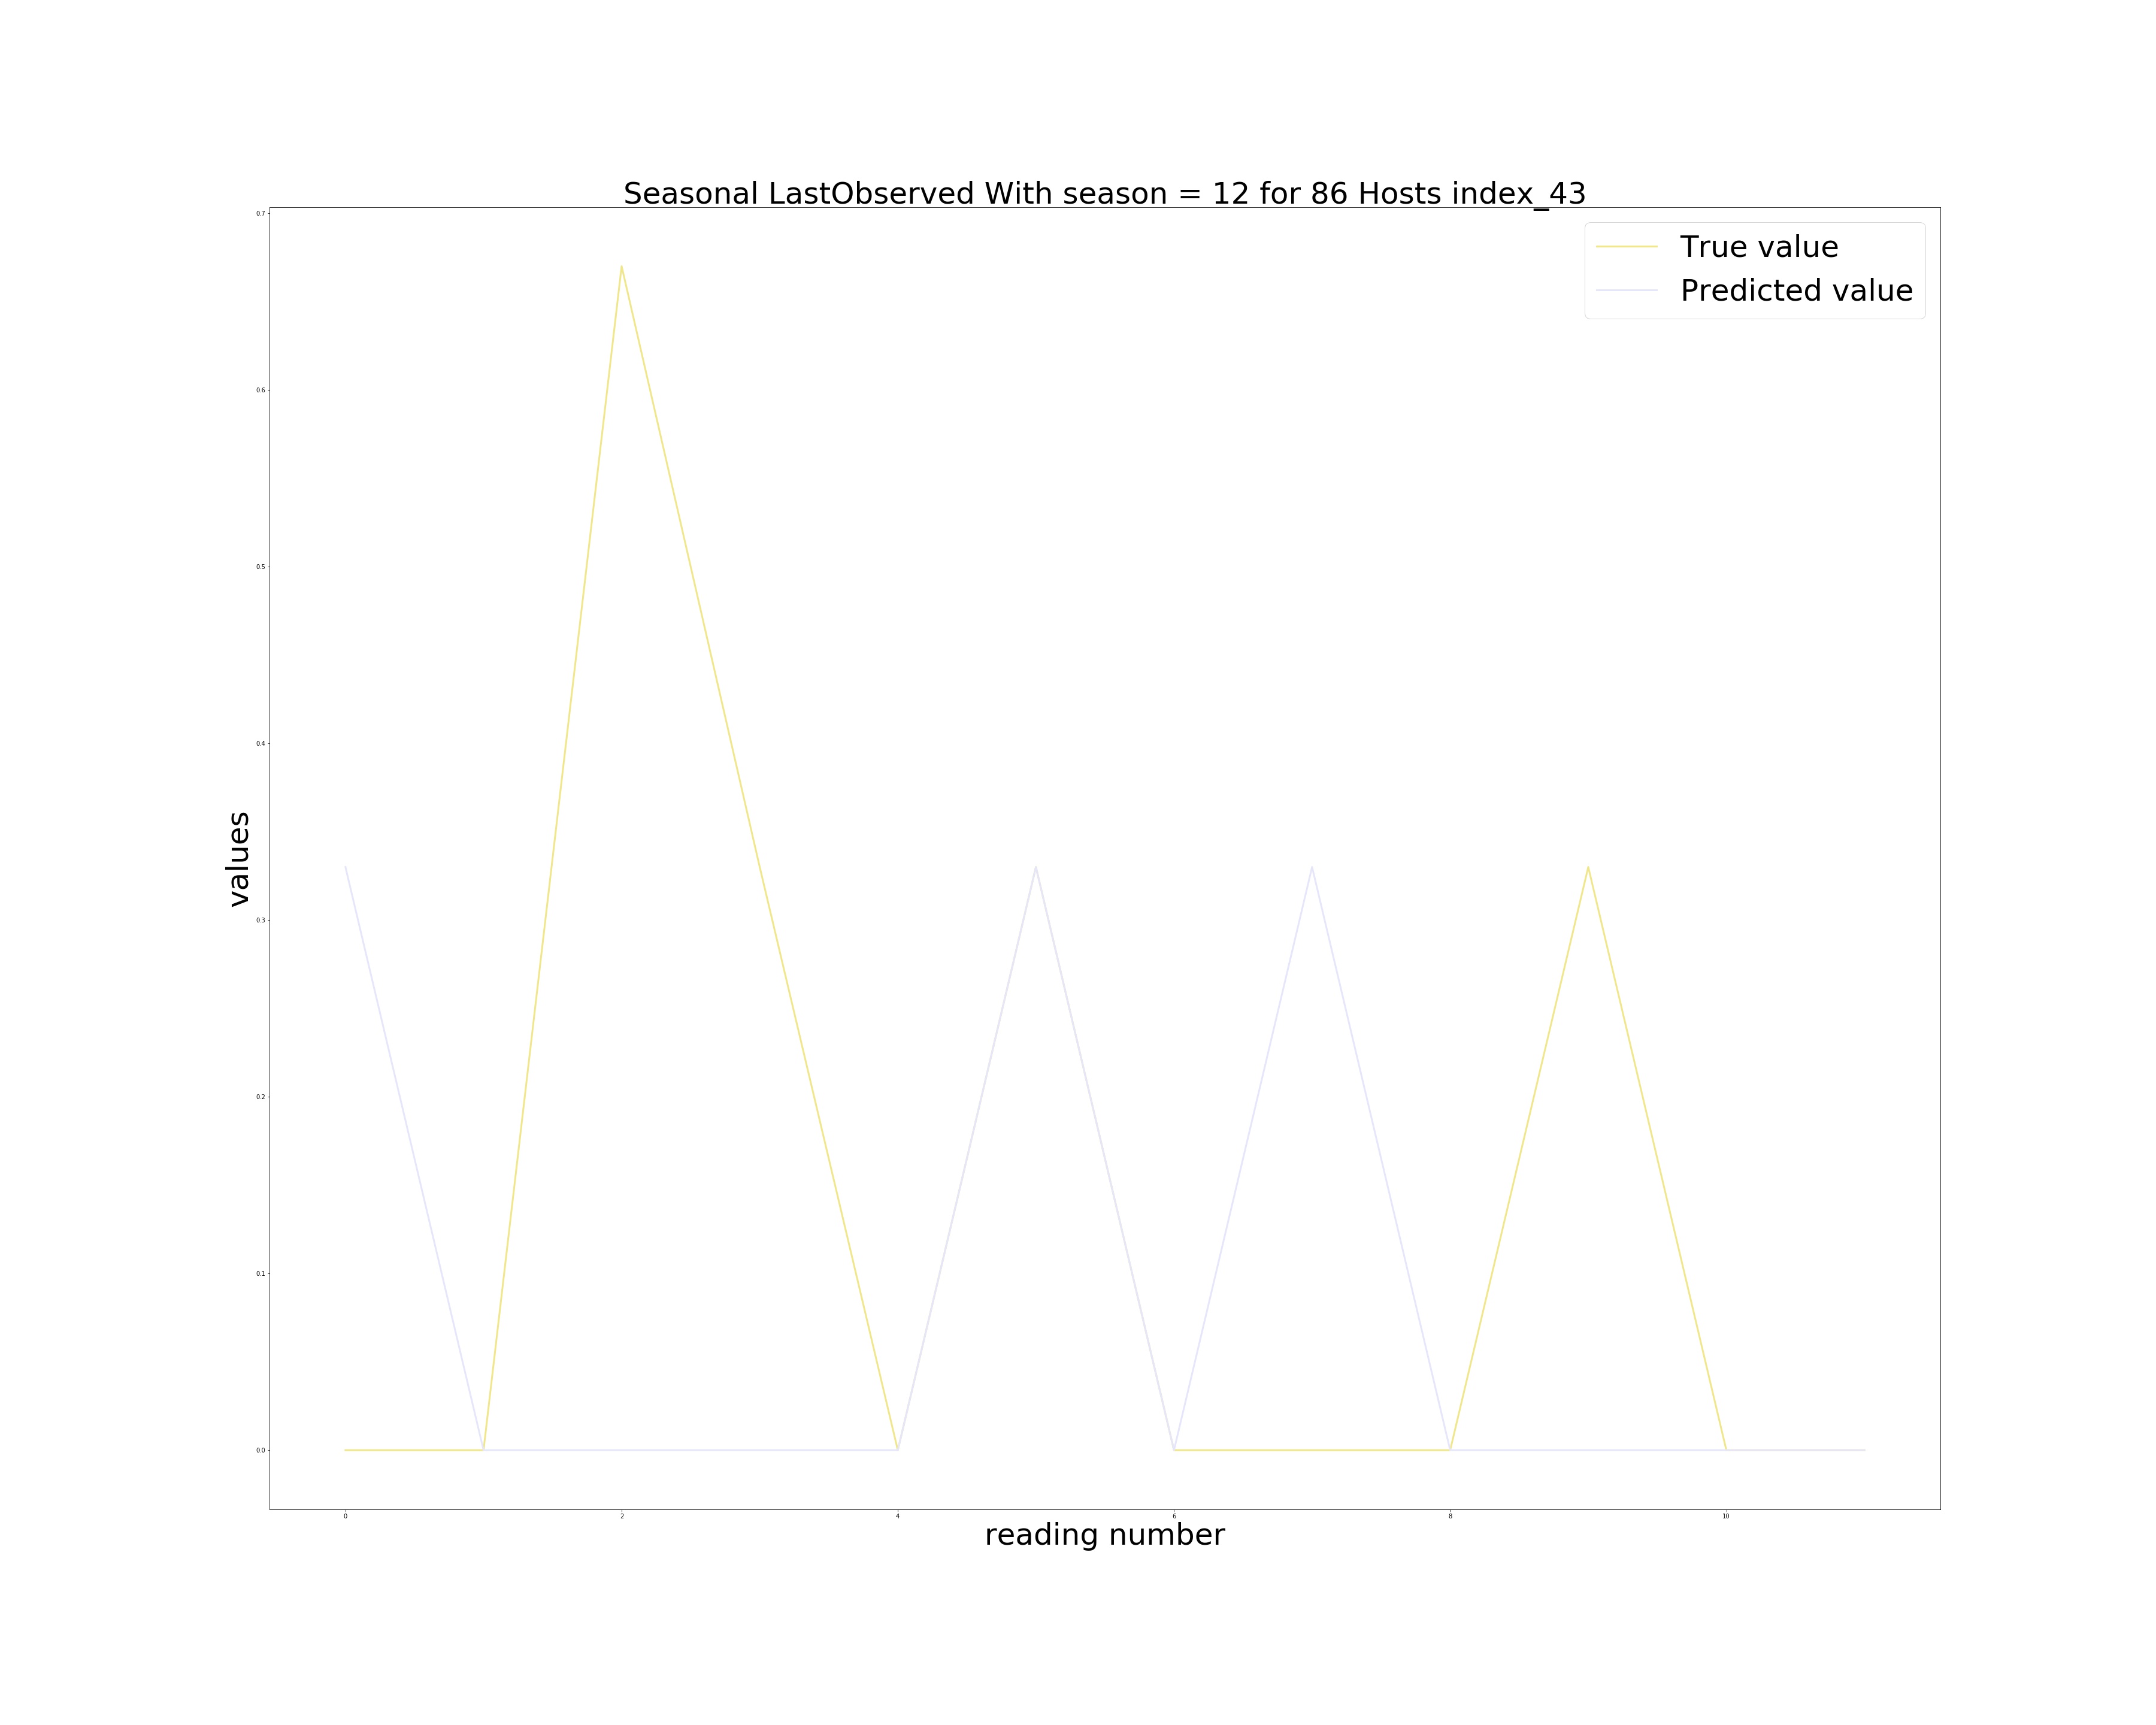 Seasonal LastObserved With season = 12 for 86 Hosts index_43
True value
Predicted value
values
0.7
0.6
0.5
0.4
0.3
0.2
0.1
0.0
0 2 4 6 8 10
reading number